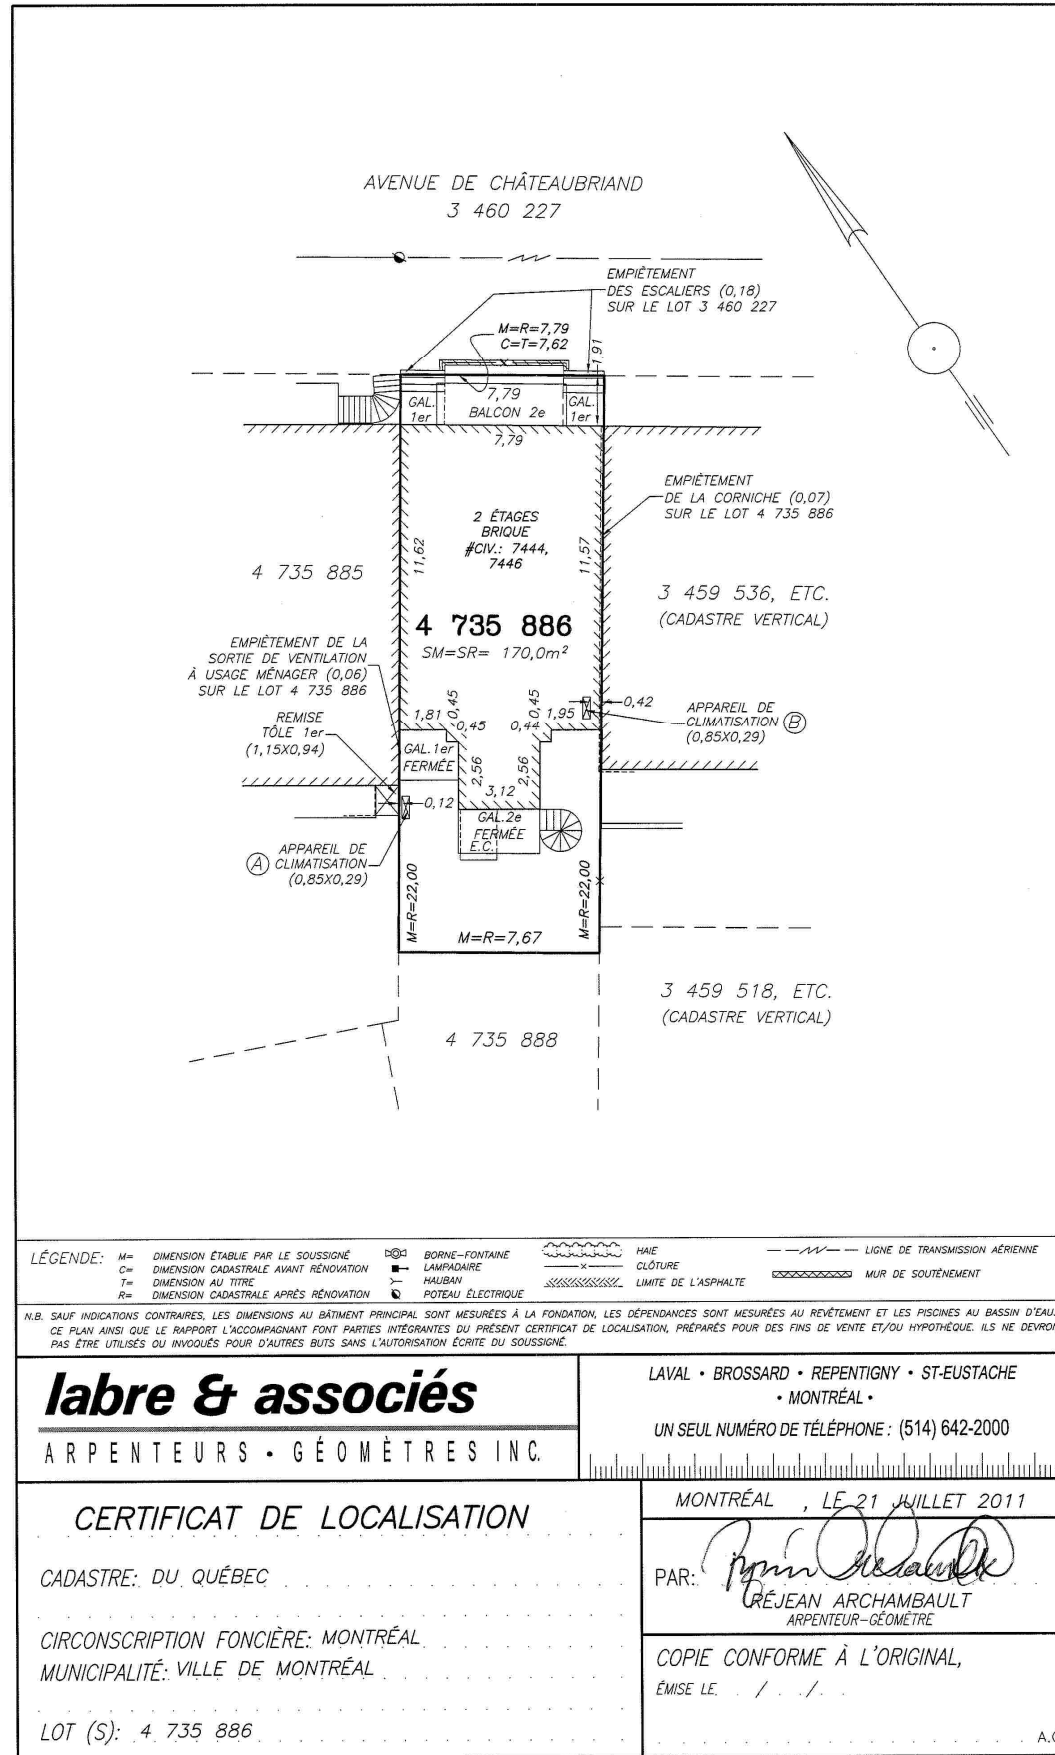 AVENUE DE CHÂTEAUBRIAND
3 460 227
EMPIÈTEMENT
DES ESCALIERS (0,18)
SUR LE LOT 3 460 227
M=R=7,79
C=T=7,62
1,91
7,79
GAL.
1er
BALCON 2e
GAL.
1er
7,79
EMPIÈTEMENT
DE LA CORNICHE (0,07)
SUR LE LOT 4 735 886
2 ÉTAGES
BRIQUE
#CIV.: 7444,
7446
11,62
11,57
4 735 885
3 459 536, ETC.
(CADASTRE VERTICAL)
4 735 886
SM=SR= 170,0m²
EMPIÈTEMENT DE LA
SORTIE DE VENTILATION
À USAGE MÉNAGER (0,06)
SUR LE LOT 4 735 886
REMISE
TÔLE 1er
(1,15X0,94)
1,81
0,45
0,45
0,45
0,44
1,95
0,42
APPAREIL DE
CLIMATISATION B
(0,85X0,29)
GAL.1er
FERMÉE
2,56
2,56
3,12
0,12
GAL.2e
FERMÉE
E.C.
APPAREIL DE
A CLIMATISATION
(0,85X0,29)
M=R=22,00
M=R=22,00
M=R=7,67
3 459 518, ETC.
(CADASTRE VERTICAL)
4 735 888
LÉGENDE:
M= DIMENSION ÉTABLIE PAR LE SOUSSIGNÉ
C= DIMENSION CADASTRALE AVANT RÉNOVATION
T= DIMENSION AU TITRE
R= DIMENSION CADASTRALE APRÈS RÉNOVATION
BORNE-FONTAINE
LAMPADAIRE
HAUBAN
POTEAU ÉLECTRIQUE
HAIE
CLÔTURE
LIMITE DE L'ASPHALTE
LIGNE DE TRANSMISSION AÉRIENNE
MUR DE SOUTÈNEMENT
N.B. SAUF INDICATIONS CONTRAIRES, LES DIMENSIONS AU BÂTIMENT PRINCIPAL SONT MESURÉES À LA FONDATION, LES DÉPENDANCES SONT MESURÉES AU REVÊTEMENT ET LES PISCINES AU BASSIN D'EAU.
CE PLAN AINSI QUE LE RAPPORT L'ACCOMPAGNANT FONT PARTIES INTÉGRANTES DU PRÉSENT CERTIFICAT DE LOCALISATION, PRÉPARÉS POUR DES FINS DE VENTE ET/OU HYPOTHÈQUE. ILS NE DEVRON
PAS ÊTRE UTILISÉS OU INVOQUÉS POUR D'AUTRES BUTS SANS L'AUTORISATION ÉCRITE DU SOUSSIGNÉ.
labre & associés
ARPENTEURS • GÉOMÈTRES INC.
LAVAL • BROSSARD • REPENTIGNY • ST-EUSTACHE
• MONTRÉAL •
UN SEUL NUMÉRO DE TÉLÉPHONE : (514) 642-2000
CERTIFICAT DE LOCALISATION
CADASTRE: DU QUÉBEC
CIRCONSCRIPTION FONCIÈRE: MONTRÉAL
MUNICIPALITÉ: VILLE DE MONTRÉAL
LOT (S): 4 735 886
MONTRÉAL , LE 21 JUILLET 2011
PAR:
RÉJEAN ARCHAMBAULT
ARPENTEUR-GÉOMÈTRE
COPIE CONFORME À L'ORIGINAL,
ÉMISE LE / /